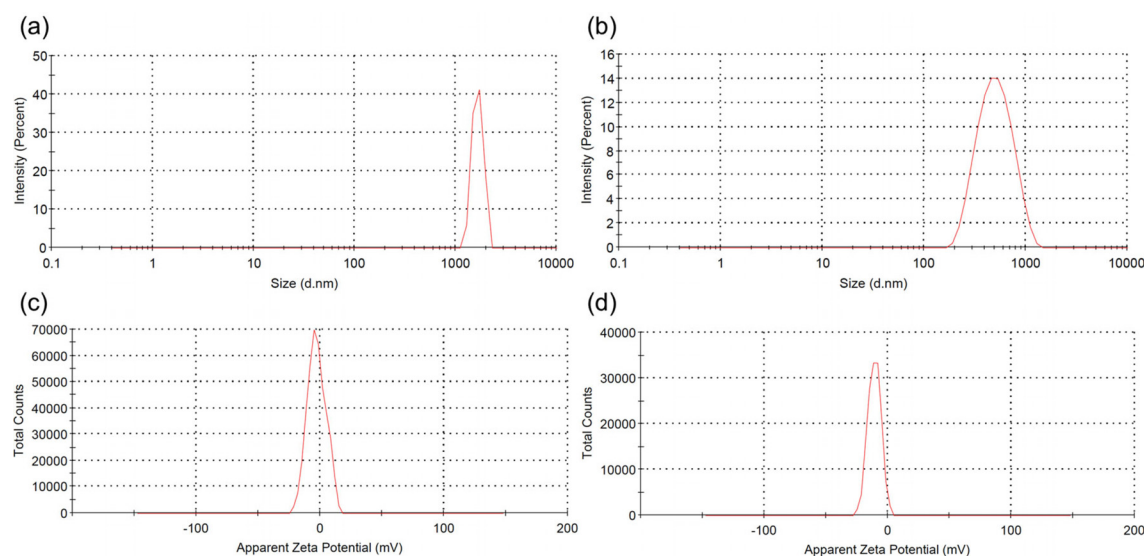 (a)
50
40
30
20
10
0
Intensity (Percent)
0.1 1 10 100 1000 10000
Size (d.nm)
(b)
16
14
12
10
8
6
4
2
0
Intensity (Percent)
0.1 1 10 100 1000 10000
Size (d.nm)
(c)
70000
60000
50000
40000
30000
20000
10000
0
Total Counts
-100 0 100 200
Apparent Zeta Potential (mV)
(d)
40000
30000
20000
10000
0
Total Counts
-100 0 100 200
Apparent Zeta Potential (mV)